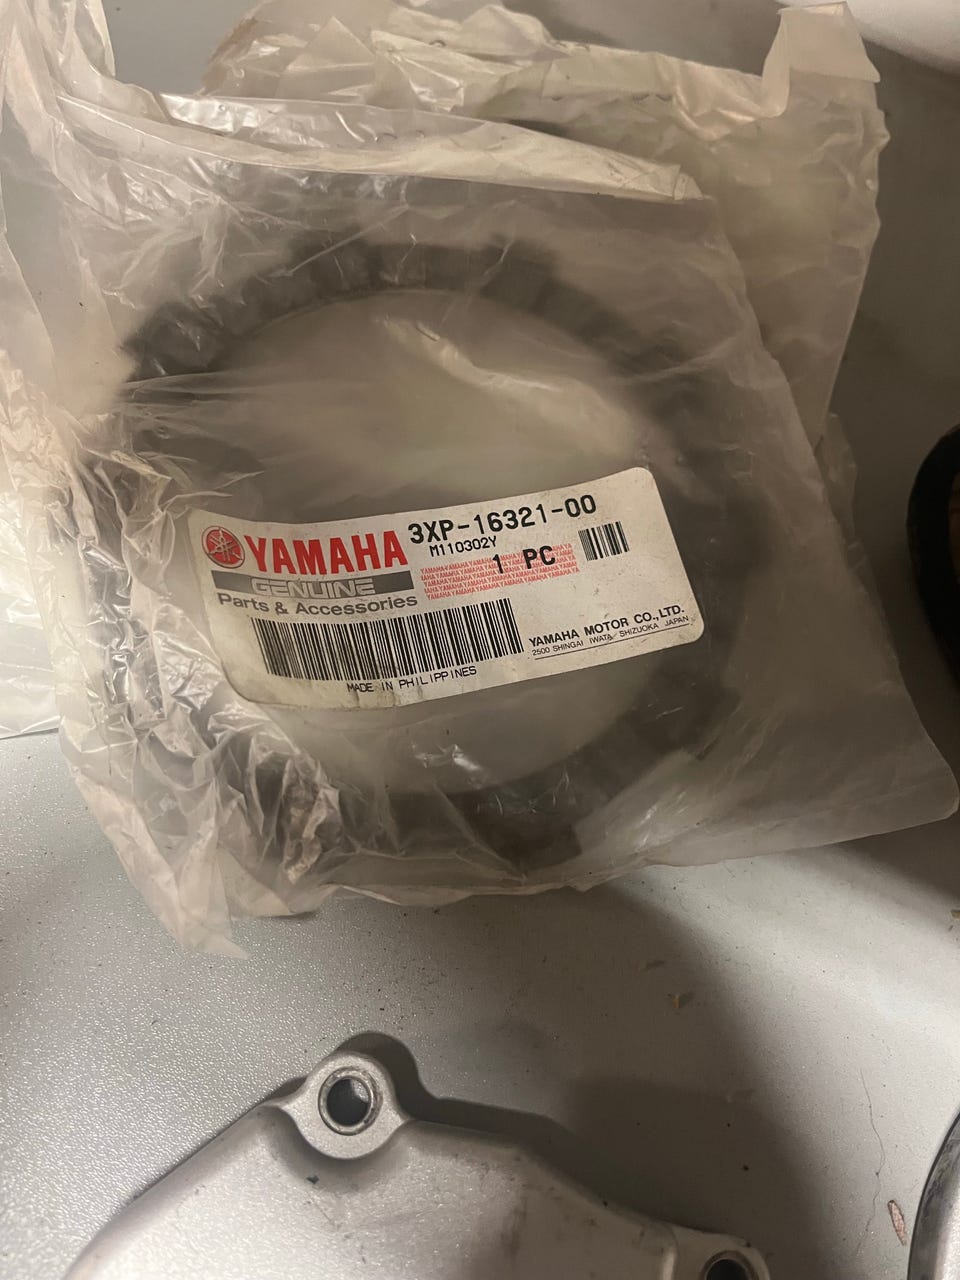 3XP-16321-00
YAMAHA
M110302Y
1 PC
GENUINE
Parts & Accessories
YAMAHA MOTOR CO., LTD.
2500 SHINGAI IWATA SHIZUOKA JAPAN
MADE IN PHILIPPINES